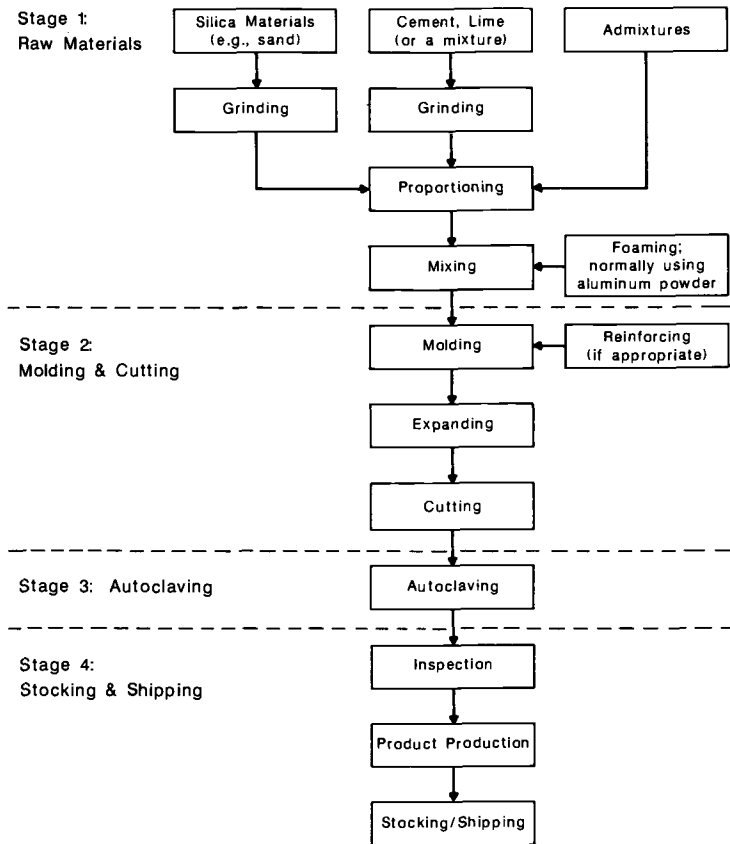 Stage 1:
Raw Materials
Silica Materials
(e.g., sand)
Cement, Lime
(or a mixture)
Admixtures
Grinding
Grinding
Proportioning
Mixing
Foaming;
normally using
aluminum powder
Stage 2:
Molding & Cutting
Molding
Reinforcing
(if appropriate)
Expanding
Cutting
Stage 3: Autoclaving
Autoclaving
Stage 4:
Stocking & Shipping
Inspection
Product Production
Stocking/Shipping